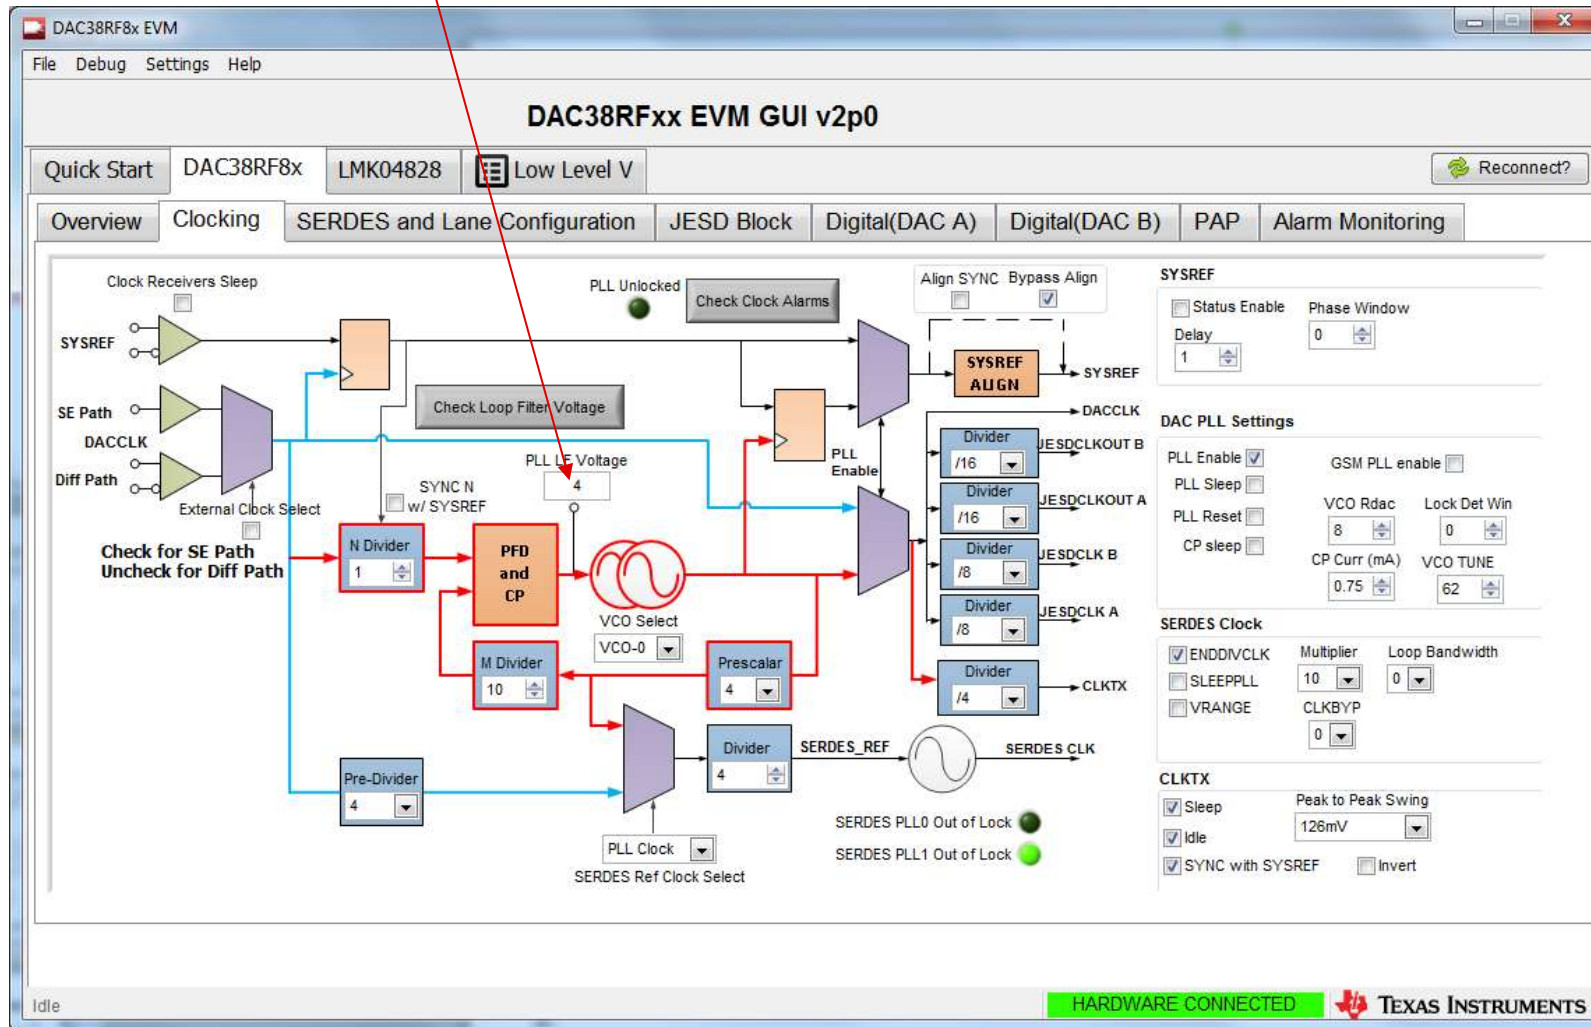 DAC38RF8x EVM
File Debug Settings Help
DAC38RFxx EVM GUI v2p0
Quick Start DAC38RF8x LMK04828 Low Level V Reconnect?
Overview Clocking SERDES and Lane Configuration JESD Block Digital(DAC A) Digital(DAC B) PAP Alarm Monitoring
Clock Receivers Sleep
PLL Unlocked
Check Clock Alarms
Align SYNC Bypass Align
SYSREF
SYSREF ALIGN
SYSREF
SE Path
DACCLK
Diff Path
External Clock Select
Check for SE Path
Uncheck for Diff Path
Check Loop Filter Voltage
PLL LF Voltage
4
SYNC N
w/ SYSREF
N Divider
1
PFD
and
CP
VCO Select
VCO-0
M Divider
10
Prescalar
4
PLL
Enable
DACCLK
Divider
/16
JESDCLKOUT B
Divider
/16
JESDCLKOUT A
Divider
/8
JESDCLK B
Divider
/8
JESDCLK A
Divider
/4
CLKTX
Pre-Divider
4
Divider
4
SERDES_REF
SERDES CLK
PLL Clock
SERDES Ref Clock Select
SERDES PLL0 Out of Lock
SERDES PLL1 Out of Lock
SYSREF
Status Enable
Phase Window
0
Delay
1
DAC PLL Settings
PLL Enable
GSM PLL enable
PLL Sleep
PLL Reset
CP sleep
VCO Rdac
8
Lock Det Win
0
CP Curr (mA)
0.75
VCO TUNE
62
SERDES Clock
ENDDIVCLK
SLEEPPLL
VRANGE
Multiplier
10
Loop Bandwidth
0
CLKBYP
0
CLKTX
Sleep
Idle
Peak to Peak Swing
126mV
SYNC with SYSREF
Invert
Idle
HARDWARE CONNECTED
TEXAS INSTRUMENTS